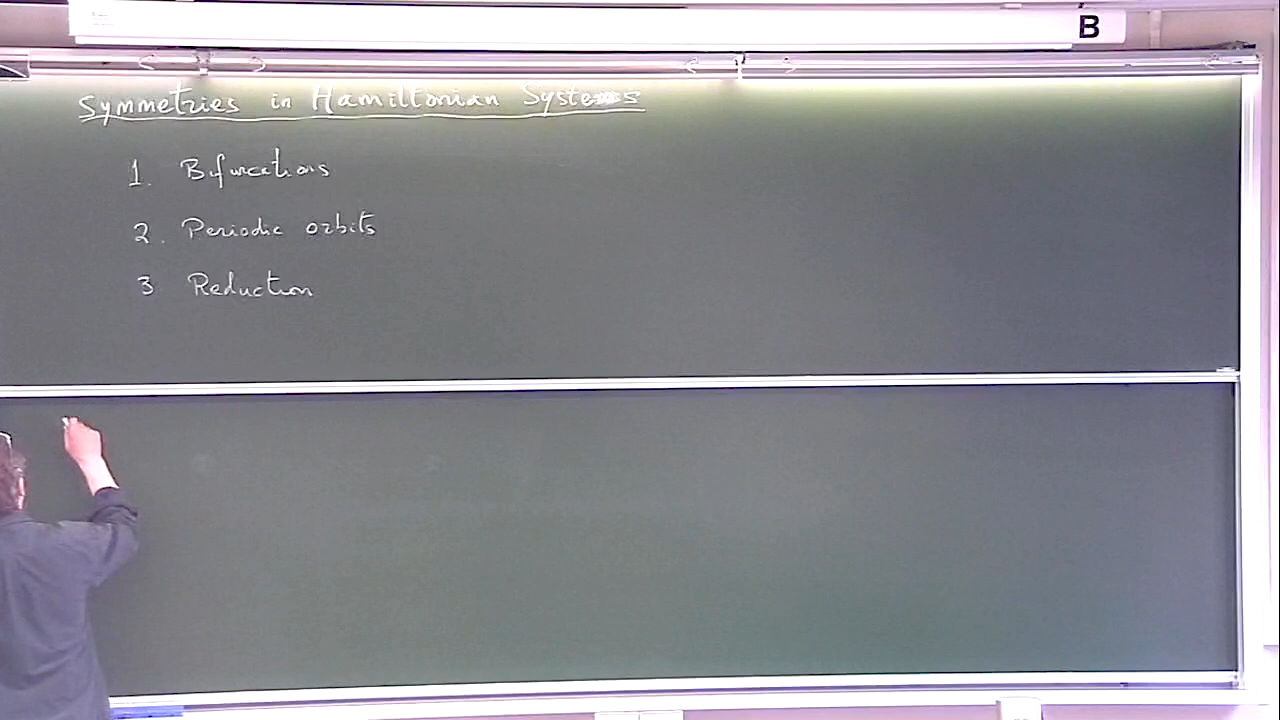 B
Symmetries in Hamiltonian Systems
1. Bifurcations
2. Periodic orbits
3 Reduction